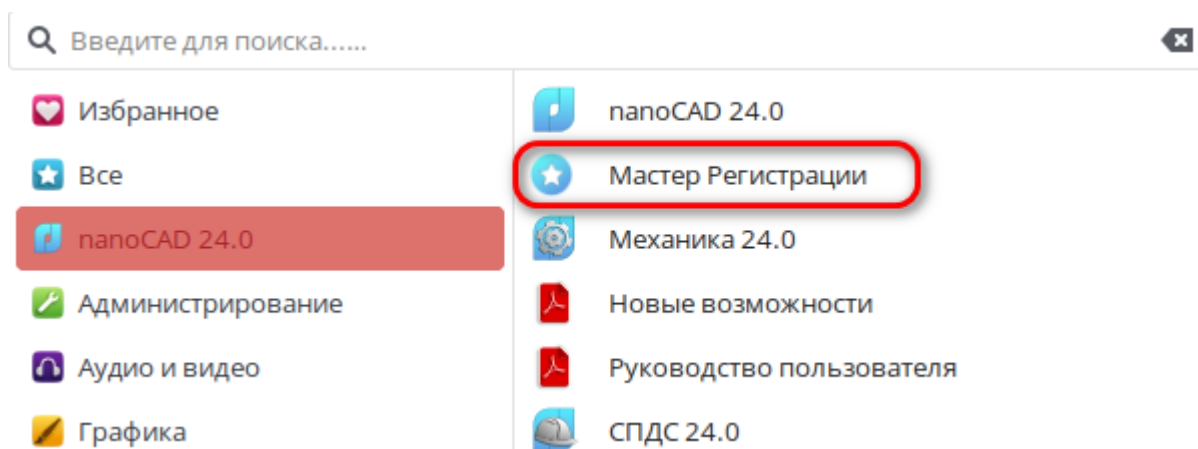 Введите для поиска......
Избранное
Все
nanoCAD 24.0
Администрирование
Аудио и видео
Графика
nanoCAD 24.0
Мастер Регистрации
Механика 24.0
Новые возможности
Руководство пользователя
СПДС 24.0